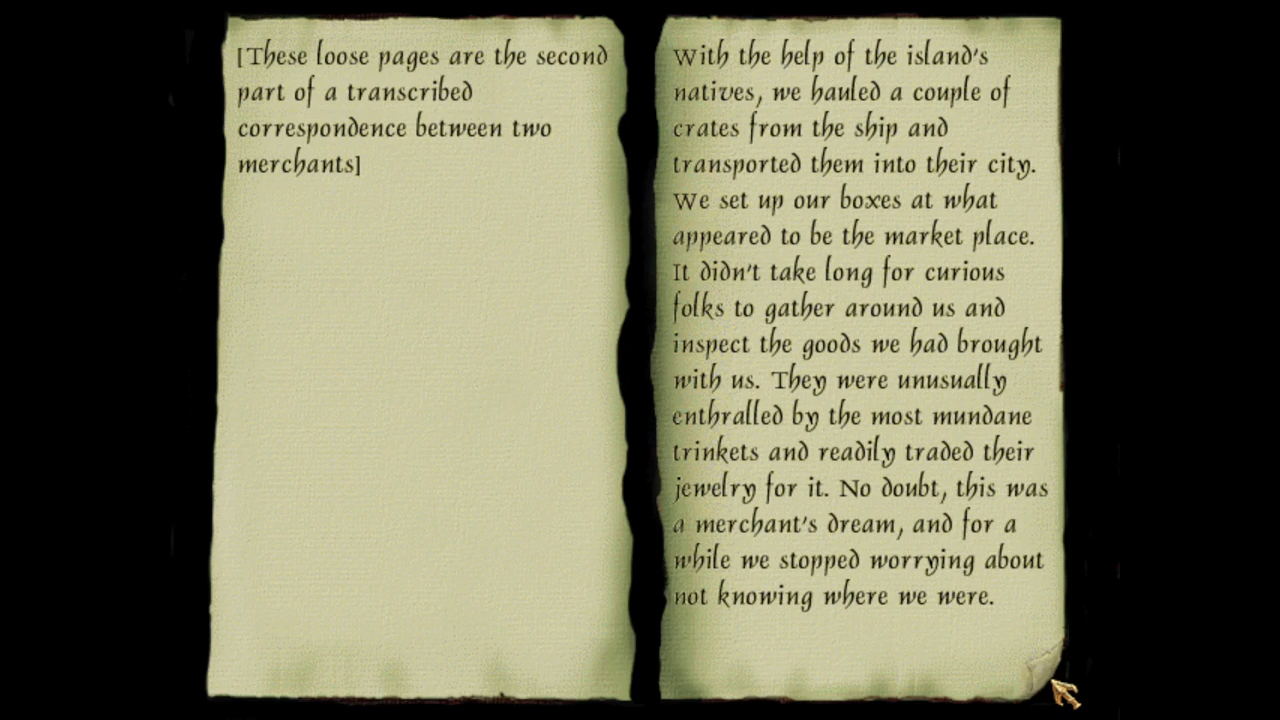 [These loose pages are the second
part of a transcribed
correspondence between two
merchants]
With the help of the island's
natives, we hauled a couple of
crates from the ship and
transported them into their city.
We set up our boxes at what
appeared to be the market place.
It didn't take long for curious
folks to gather around us and
inspect the goods we had brought
with us. They were unusually
enthralled by the most mundane
trinkets and readily traded their
jewelry for it. No doubt, this was
a merchant's dream, and for a
while we stopped worrying about
not knowing where we were.